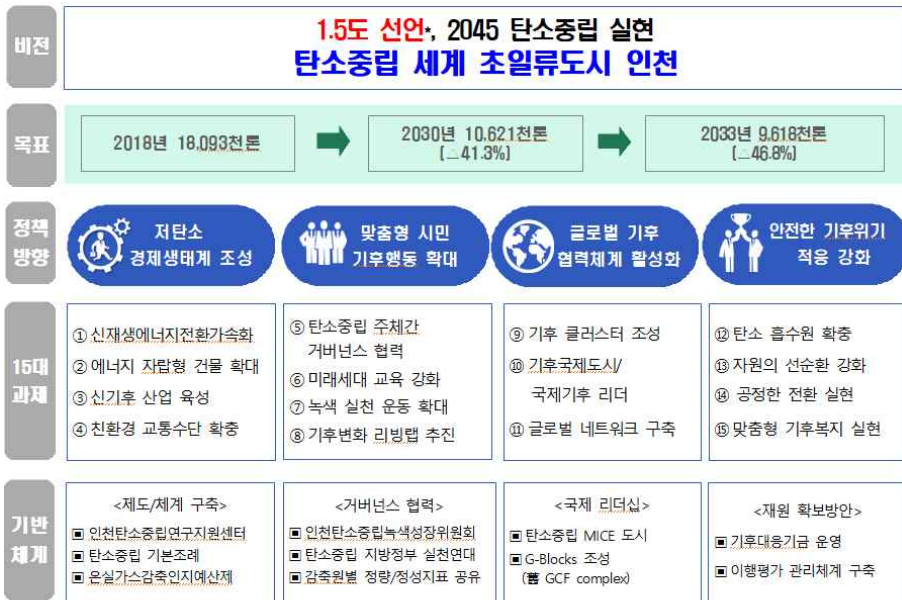 비전
1.5도 선언*, 2045 탄소중립 실현
탄소중립 세계 초일류도시 인천
목표
2018년 18,093천톤
2030년 10,621천톤
(△41.3%)
2033년 9,618천톤
(△46.8%)
정책
방향
저탄소
경제생태계 조성
맞춤형 시민
기후행동 확대
글로벌 기후
협력체계 활성화
안전한 기후위기
적응 강화
15대
과제
① 신재생에너지전환가속화
② 에너지 자립형 건물 확대
③ 신기후 산업 육성
④ 친환경 교통수단 확충
⑤ 탄소중립 주체간
거버넌스 협력
⑥ 미래세대 교육 강화
⑦ 녹색 실천 운동 확대
⑧ 기후변화 리빙랩 추진
⑨ 기후 클러스터 조성
⑩ 기후국제도시/
국제기후 리더
⑪ 글로벌 네트워크 구축
⑫ 탄소 흡수원 확충
⑬ 자원의 선순환 강화
⑭ 공정한 전환 실현
⑮ 맞춤형 기후복지 실현
기반
체계
<제도/체계 구축>
▣ 인천탄소중립연구지원센터
▣ 탄소중립 기본조례
▣ 온실가스감축인지예산제
<거버넌스 협력>
▣ 인천탄소중립녹색성장위원회
▣ 탄소중립 지방정부 실천연대
▣ 감축원별 정량/정성지표 공유
<국제 리더십>
▣ 탄소중립 MICE 도시
▣ G-Blocks 조성
(舊 GCF complex)
<재원 확보방안>
▣ 기후대응기금 운영
▣ 이행평가 관리체계 구축